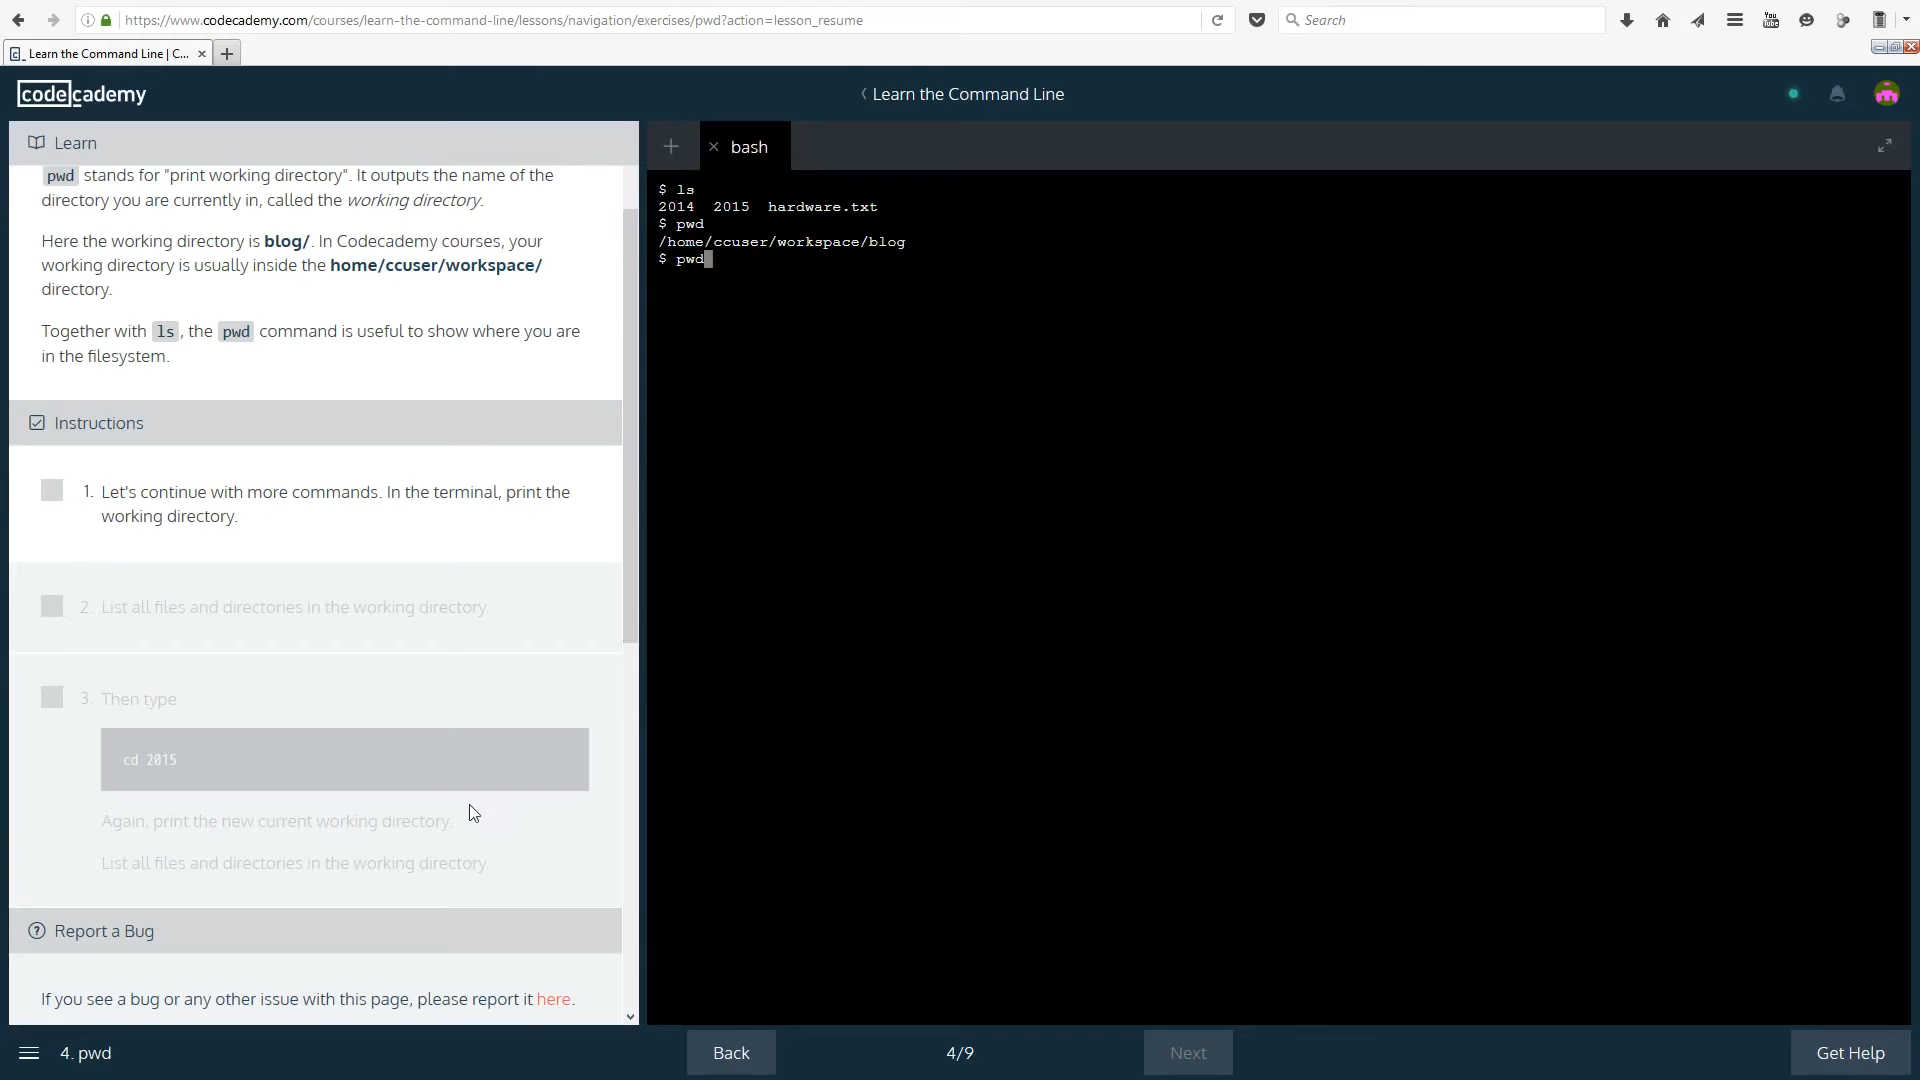 https://www.codecademy.com/courses/learn-the-command-line/lessons/navigation/exercises/pwd?action=lesson_resume
Search
You Tube
Learn the Command Line | C...
codecademy
Learn the Command Line
Learn
bash
pwd stands for "print working directory". It outputs the name of the
directory you are currently in, called the working directory.
Here the working directory is blog/. In Codecademy courses, your
working directory is usually inside the home/ccuser/workspace/
directory.
Together with ls, the pwd command is useful to show where you are
in the filesystem.
Instructions
1. Let's continue with more commands. In the terminal, print the
working directory.
2. List all files and directories in the working directory.
3. Then type
cd 2015
Again, print the new current working directory.
List all files and directories in the working directory.
Report a Bug
If you see a bug or any other issue with this page, please report it here.
$ ls
2014 2015 hardware.txt
$ pwd
/home/ccuser/workspace/blog
$ pwd
4. pwd
Back
4/9
Next
Get Help